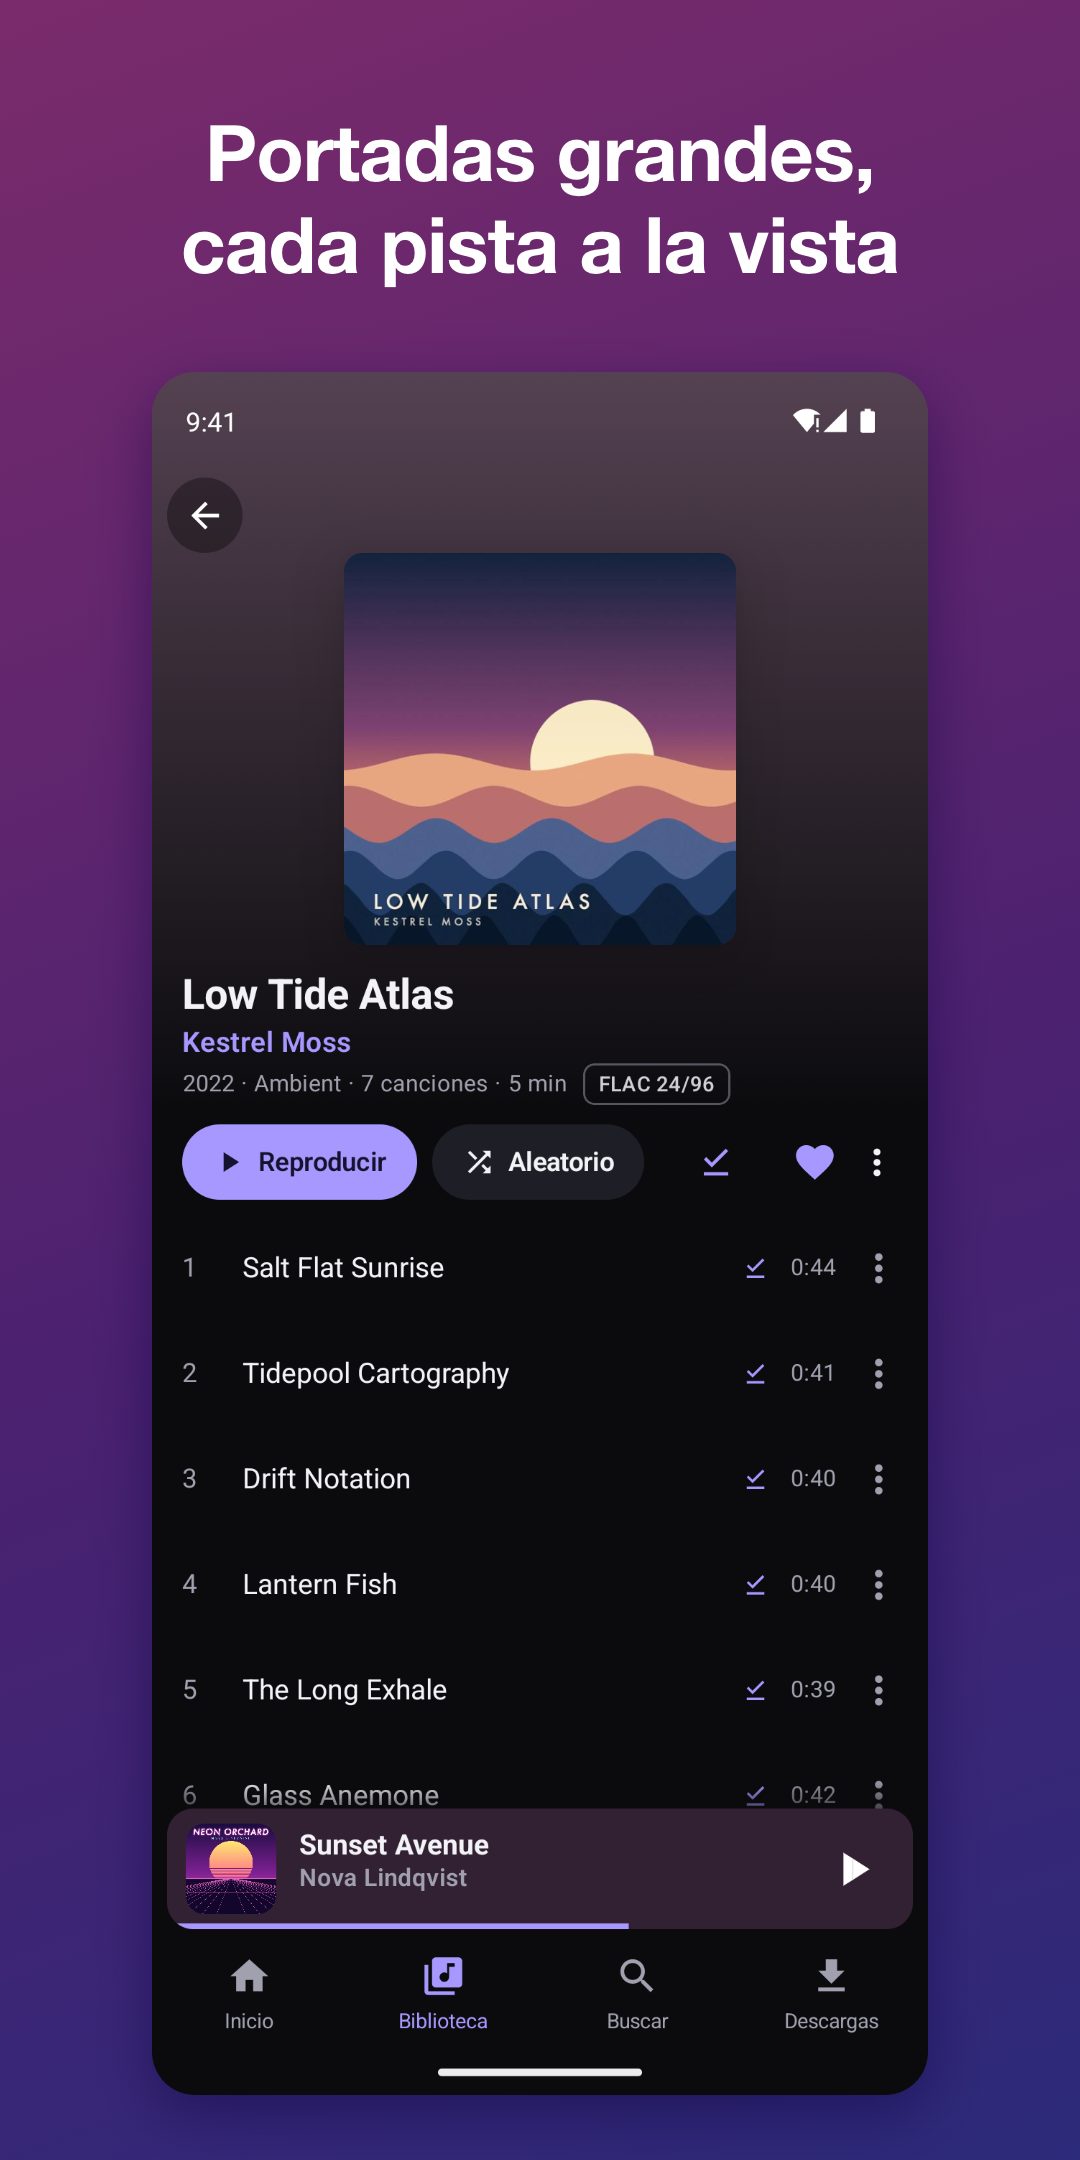 Portadas grandes,
cada pista a la vista
9:41
LOW TIDE ATLAS
KESTREL MOSS
Low Tide Atlas
Kestrel Moss
2022 · Ambient · 7 canciones · 5 min FLAC 24/96
Reproducir Aleatorio
1 Salt Flat Sunrise 0:44
2 Tidepool Cartography 0:41
3 Drift Notation 0:40
4 Lantern Fish 0:40
5 The Long Exhale 0:39
6 Glass Anemone 0:42
NEON ORCHARD
Sunset Avenue
Nova Lindqvist
Inicio Biblioteca Buscar Descargas